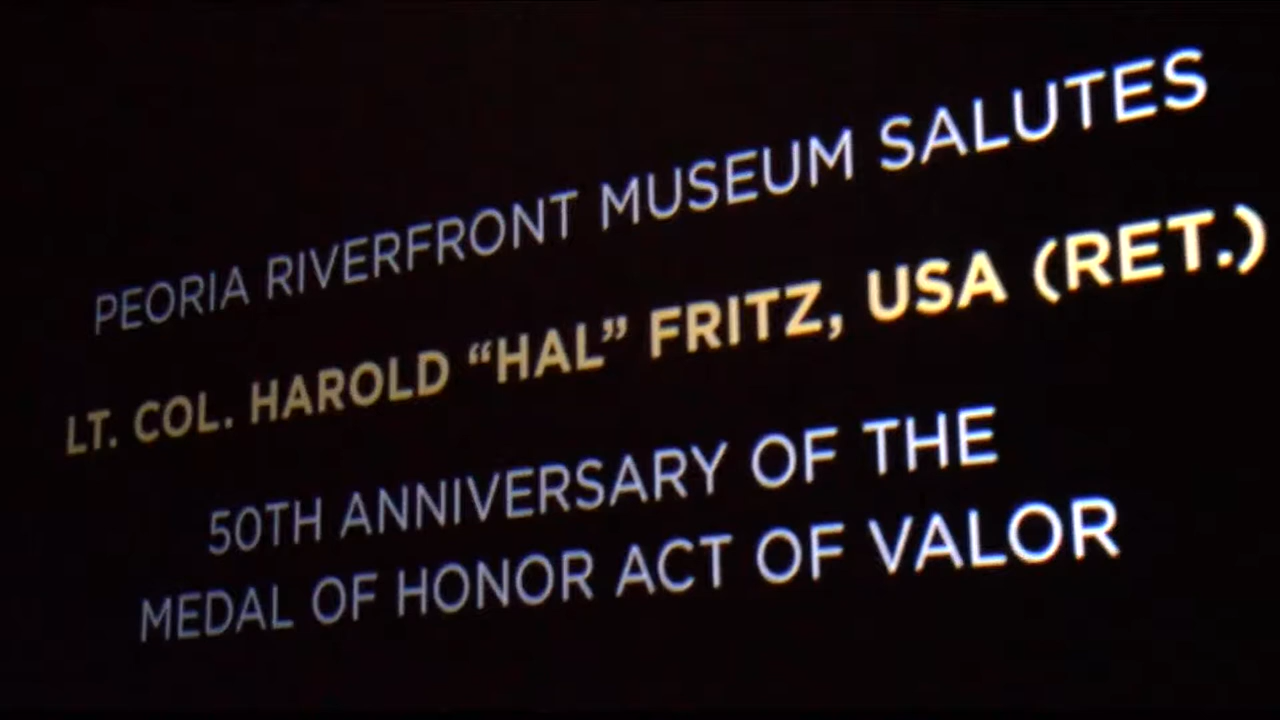 PEORIA RIVERFRONT MUSEUM SALUTES
LT. COL. HAROLD “HAL” FRITZ, USA (RET.)
50TH ANNIVERSARY OF THE
MEDAL OF HONOR ACT OF VALOR